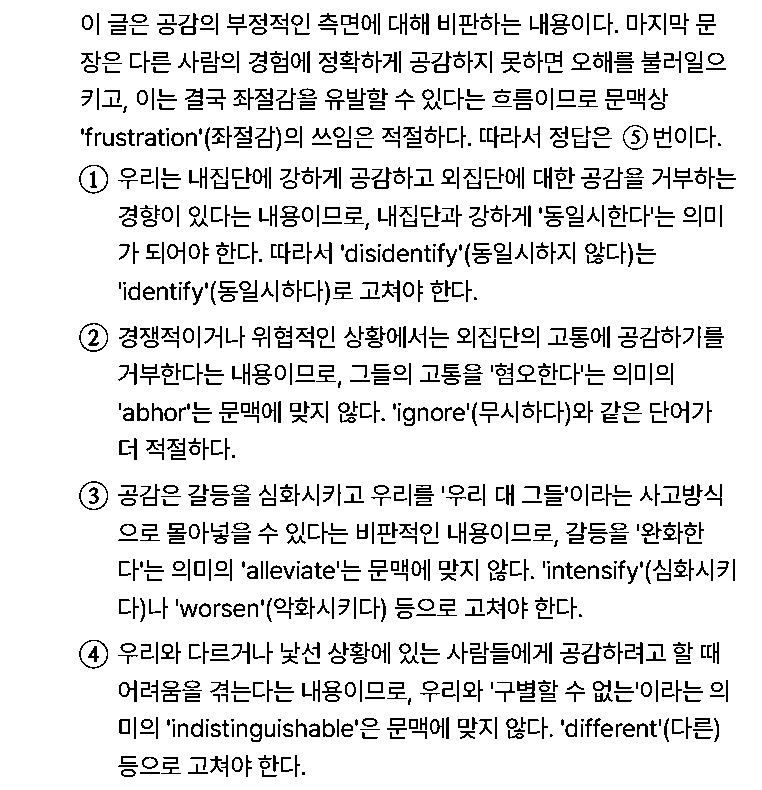 이 글은 공감의 부정적인 측면에 대해 비판하는 내용이다. 마지막 문
장은 다른 사람의 경험에 정확하게 공감하지 못하면 오해를 불러일으
키고, 이는 결국 좌절감을 유발할 수 있다는 흐름이므로 문맥상
'frustration'(좌절감)의 쓰임은 적절하다. 따라서 정답은 ⑤번이다.
① 우리는 내집단에 강하게 공감하고 외집단에 대한 공감을 거부하는
경향이 있다는 내용이므로, 내집단과 강하게 '동일시한다'는 의미
가 되어야 한다. 따라서 'disidentify'(동일시하지 않다)는
'identify'(동일시하다)로 고쳐야 한다.
② 경쟁적이거나 위협적인 상황에서는 외집단의 고통에 공감하기를
거부한다는 내용이므로, 그들의 고통을 '혐오한다'는 의미의
'abhor'는 문맥에 맞지 않다. 'ignore'(무시하다)와 같은 단어가
더 적절하다.
③ 공감은 갈등을 심화시키고 우리를 '우리 대 그들'이라는 사고방식
으로 몰아넣을 수 있다는 비판적인 내용이므로, 갈등을 '완화한
다'는 의미의 'alleviate'는 문맥에 맞지 않다. 'intensify'(심화시키
다)나 'worsen'(악화시키다) 등으로 고쳐야 한다.
④ 우리와 다르거나 낯선 상황에 있는 사람들에게 공감하려고 할 때
어려움을 겪는다는 내용이므로, 우리와 '구별할 수 없는'이라는 의
미의 'indistinguishable'은 문맥에 맞지 않다. 'different'(다른)
등으로 고쳐야 한다.